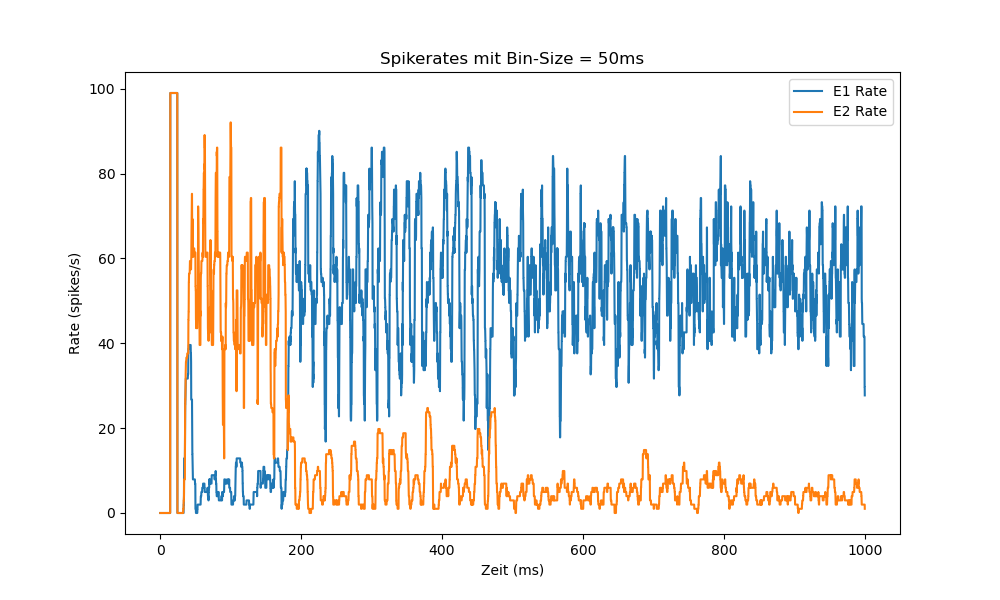 Spikerates mit Bin-Size = 50ms
E1 Rate
E2 Rate
Rate (spikes/s)
100
80
60
40
20
0
0 200 400 600 800 1000
Zeit (ms)